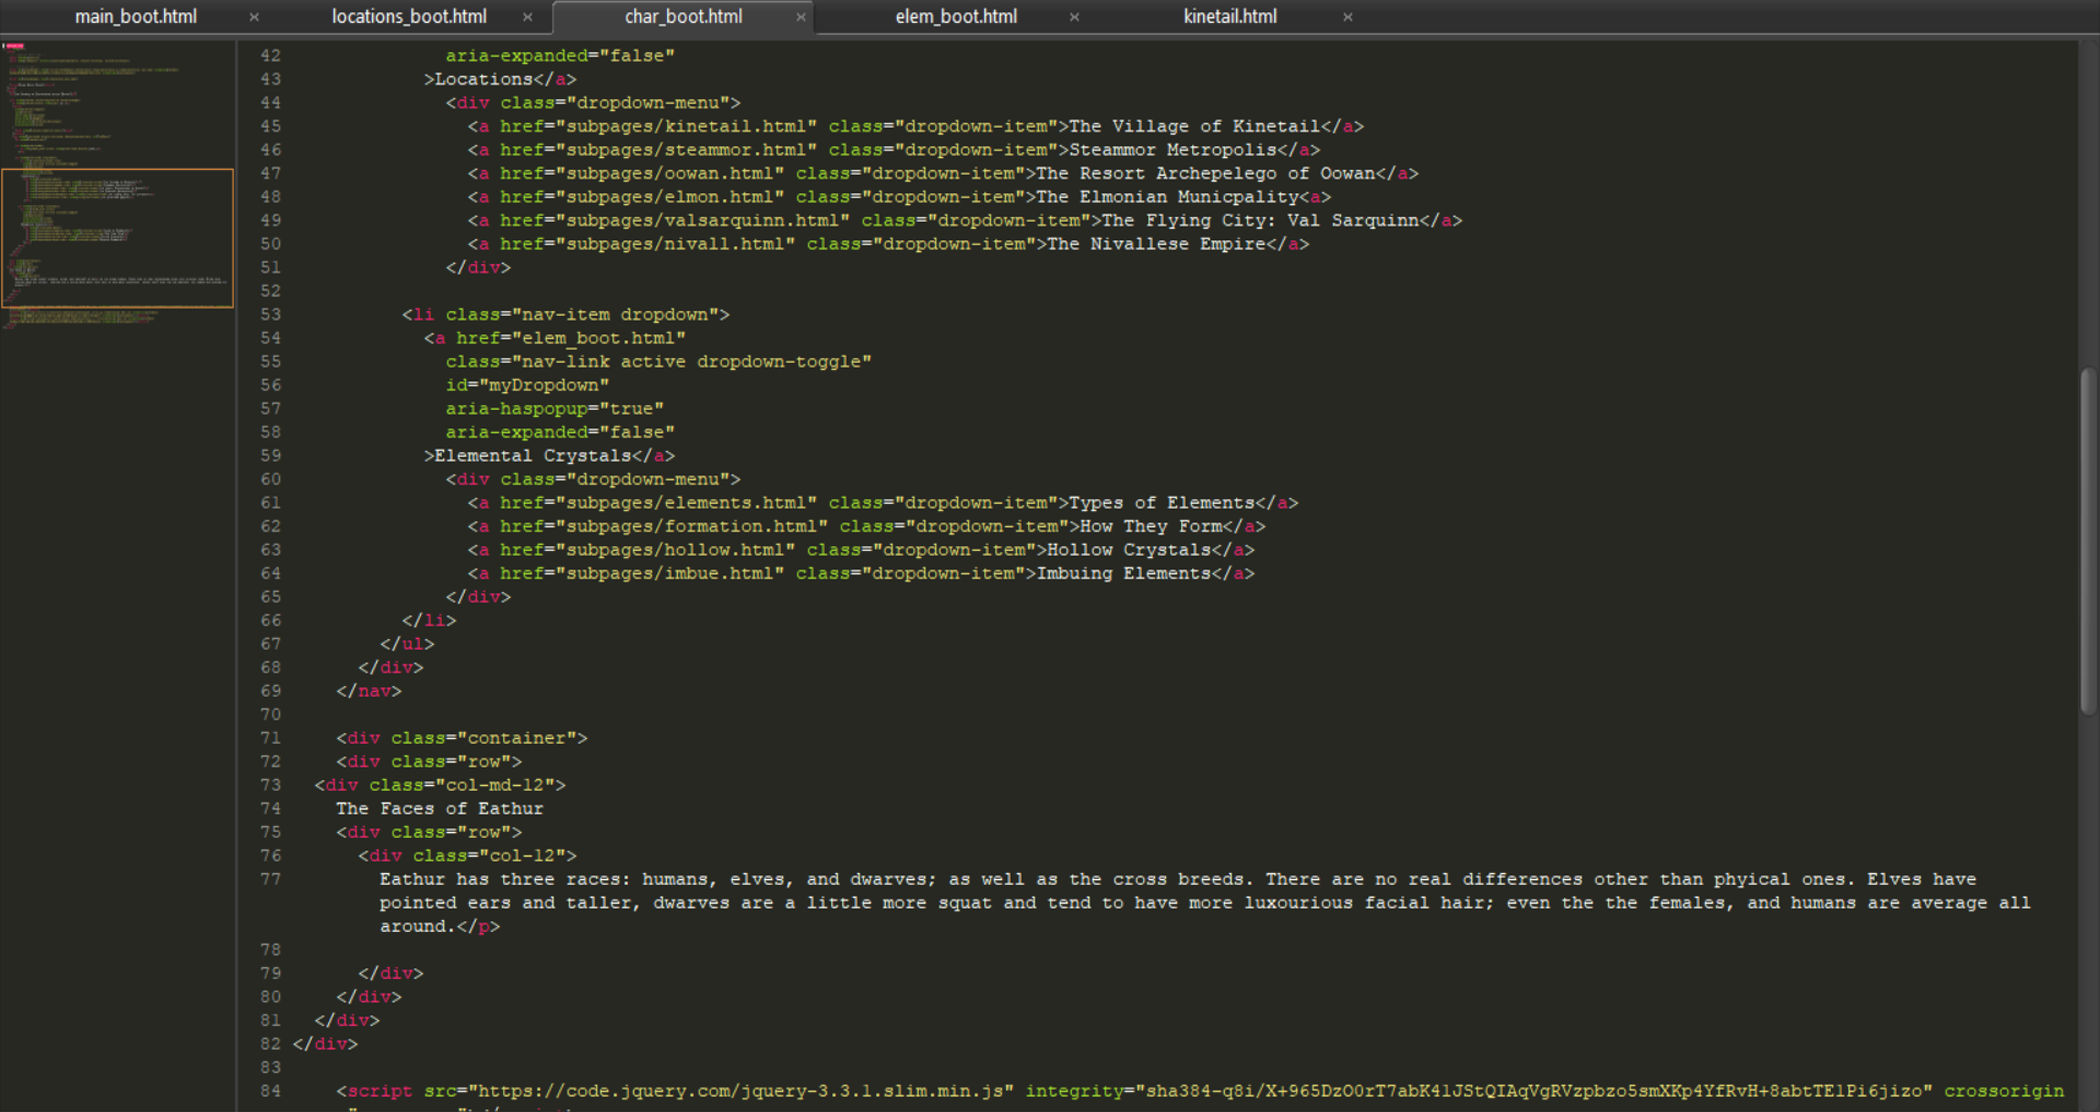 main_boot.html × locations_boot.html × char_boot.html × elem_boot.html × kinetail.html ×
42 aria-expanded="false"
43 >Locations</a>
44 <div class="dropdown-menu">
45 <a href="subpages/kinetail.html" class="dropdown-item">The Village of Kinetail</a>
46 <a href="subpages/steammor.html" class="dropdown-item">Steammor Metropolis</a>
47 <a href="subpages/oowan.html" class="dropdown-item">The Resort Archepelego of Oowan</a>
48 <a href="subpages/elmon.html" class="dropdown-item">The Elmonian Municpality<a>
49 <a href="subpages/valsarquinn.html" class="dropdown-item">The Flying City: Val Sarquinn</a>
50 <a href="subpages/nivall.html" class="dropdown-item">The Nivallese Empire</a>
51 </div>
52
53 <li class="nav-item dropdown">
54 <a href="elem_boot.html"
55 class="nav-link active dropdown-toggle"
56 id="myDropdown"
57 aria-haspopup="true"
58 aria-expanded="false"
59 >Elemental Crystals</a>
60 <div class="dropdown-menu">
61 <a href="subpages/elements.html" class="dropdown-item">Types of Elements</a>
62 <a href="subpages/formation.html" class="dropdown-item">How They Form</a>
63 <a href="subpages/hollow.html" class="dropdown-item">Hollow Crystals</a>
64 <a href="subpages/imbue.html" class="dropdown-item">Imbuing Elements</a>
65 </div>
66 </li>
67 </ul>
68 </div>
69 </nav>
70
71 <div class="container">
72 <div class="row">
73 <div class="col-md-12">
74 The Faces of Eathur
75 <div class="row">
76 <div class="col-12">
77 Eathur has three races: humans, elves, and dwarves; as well as the cross breeds. There are no real differences other than phyical ones. Elves have
pointed ears and taller, dwarves are a little more squat and tend to have more luxourious facial hair; even the the females, and humans are average all
around.</p>
78
79 </div>
80 </div>
81 </div>
82 </div>
83
84 <script src="https://code.jquery.com/jquery-3.3.1.slim.min.js" integrity="sha384-q8i/X+965DzO0rT7abK41JStQIAqVgRVzpbzo5smXKp4YfRvH+8abtTE1Pi6jizo" crossorigin